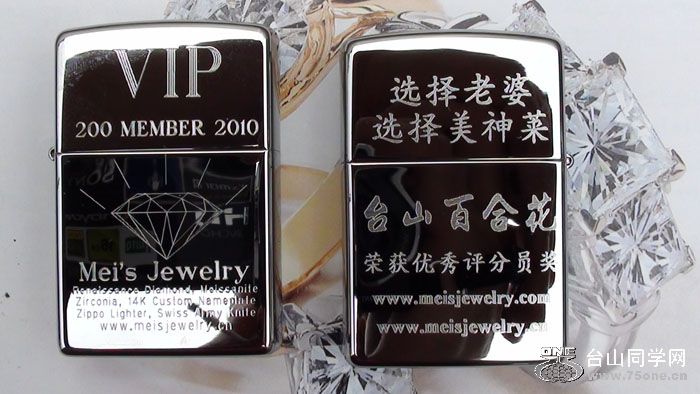 VIP
200 MEMBER 2010
Mei's Jewelry
Renaissance Diamond, Moissanite
Zirconia, 14K Custom Nameplate
Zippo Lighter, Swiss Army Knife
www.meisjewelry.cn
选择老婆
选择美神莱
台山百合花
荣获优秀评分员奖
www.meisjewelry.com
www.meisjewelry.cn
台山同学网
www.75one.cn